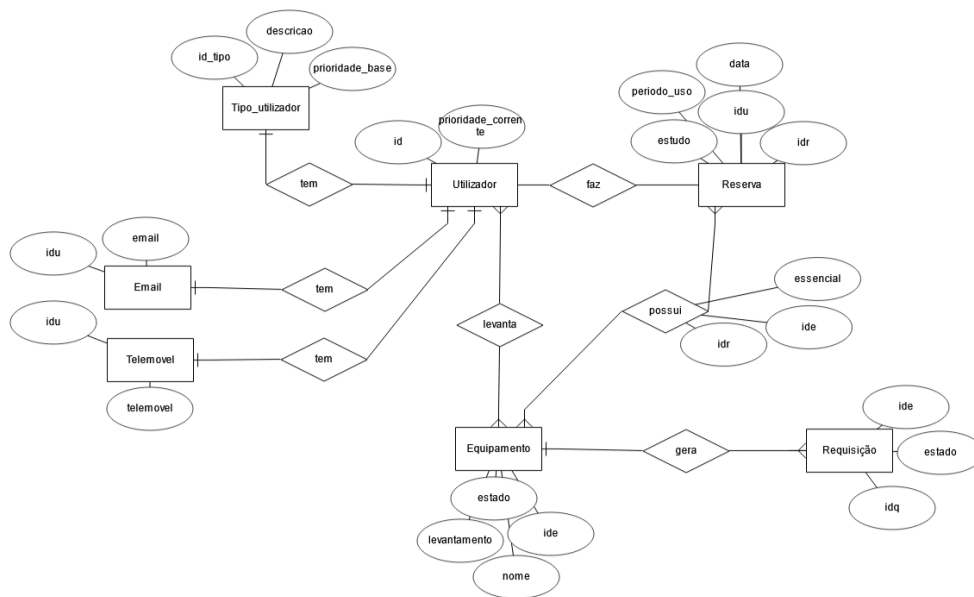 descricao
id_tipo
prioridade_base
Tipo_utilizador
data
periodo_uso
idu
estudo
idr
prioridade_corren
te
id
tem
Utilizador
faz
Reserva
email
idu
Email
tem
idu
Telemovel
tem
telemovel
levanta
possui
essencial
ide
idr
Equipamento
gera
Requisição
ide
estado
idq
estado
levantamento
ide
nome